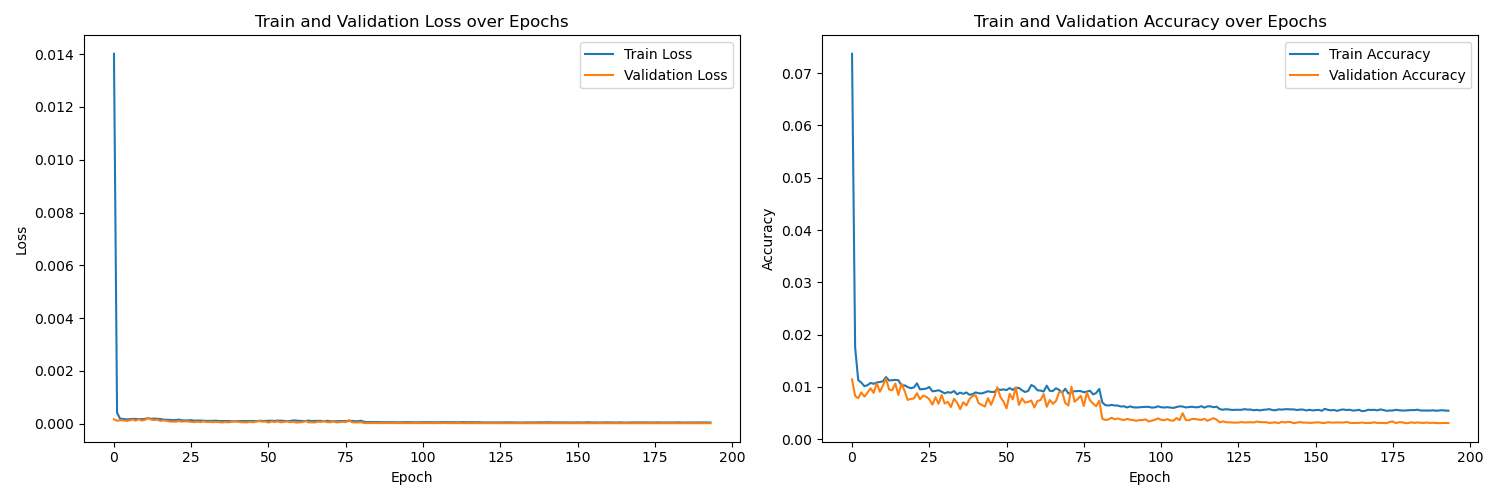 Train and Validation Loss over Epochs
Train Loss
Validation Loss
0.014
0.012
0.010
0.008
0.006
0.004
0.002
0.000
Loss
0 25 50 75 100 125 150 175 200
Epoch
Train and Validation Accuracy over Epochs
Train Accuracy
Validation Accuracy
0.07
0.06
0.05
0.04
0.03
0.02
0.01
0.00
Accuracy
0 25 50 75 100 125 150 175 200
Epoch